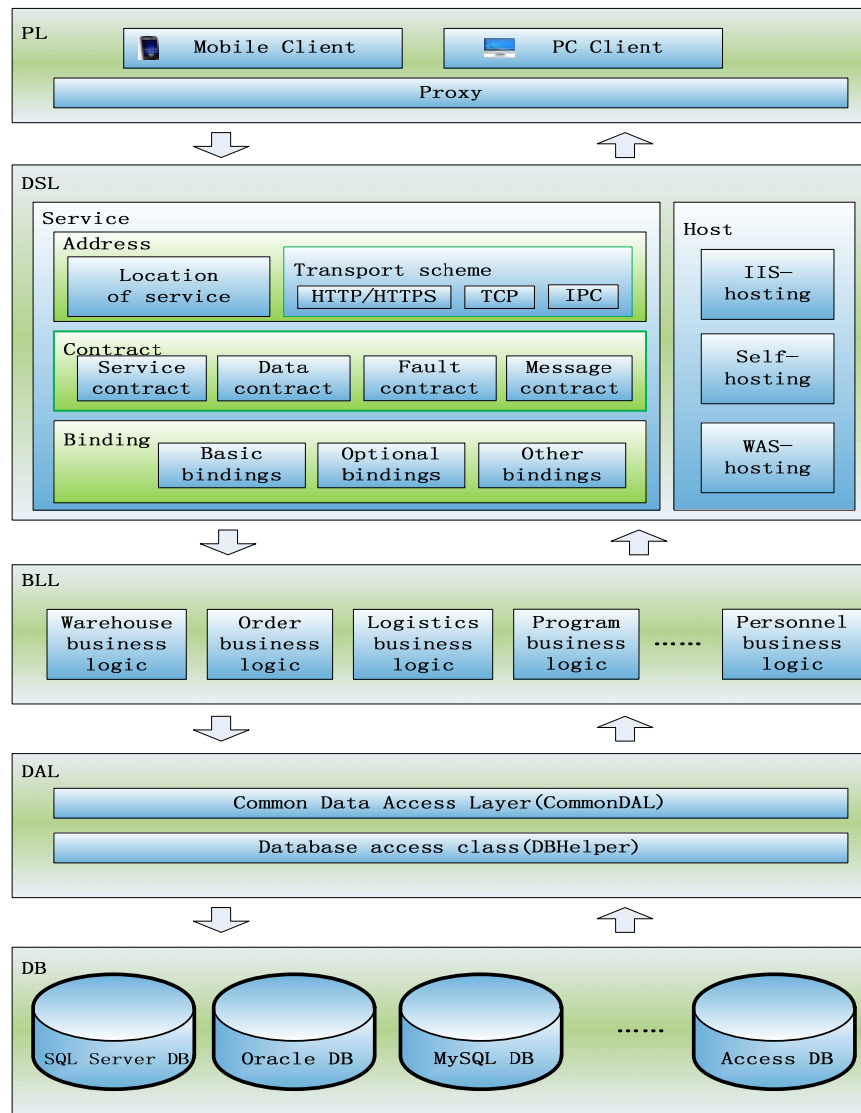 PL
Mobile Client
PC Client
Proxy
DSL
Service
Address
Location
of service
Transport scheme
HTTP/HTTPS
TCP
IPC
Contract
Service
contract
Data
contract
Fault
contract
Message
contract
Binding
Basic
bindings
Optional
bindings
Other
bindings
Host
IIS-
hosting
Self-
hosting
WAS-
hosting
BLL
Warehouse
business
logic
Order
business
logic
Logistics
business
logic
Program
business
logic
……
Personnel
business
logic
DAL
Common Data Access Layer(CommonDAL)
Database access class(DBHelper)
DB
SQL Server DB
Oracle DB
MySQL DB
……
Access DB